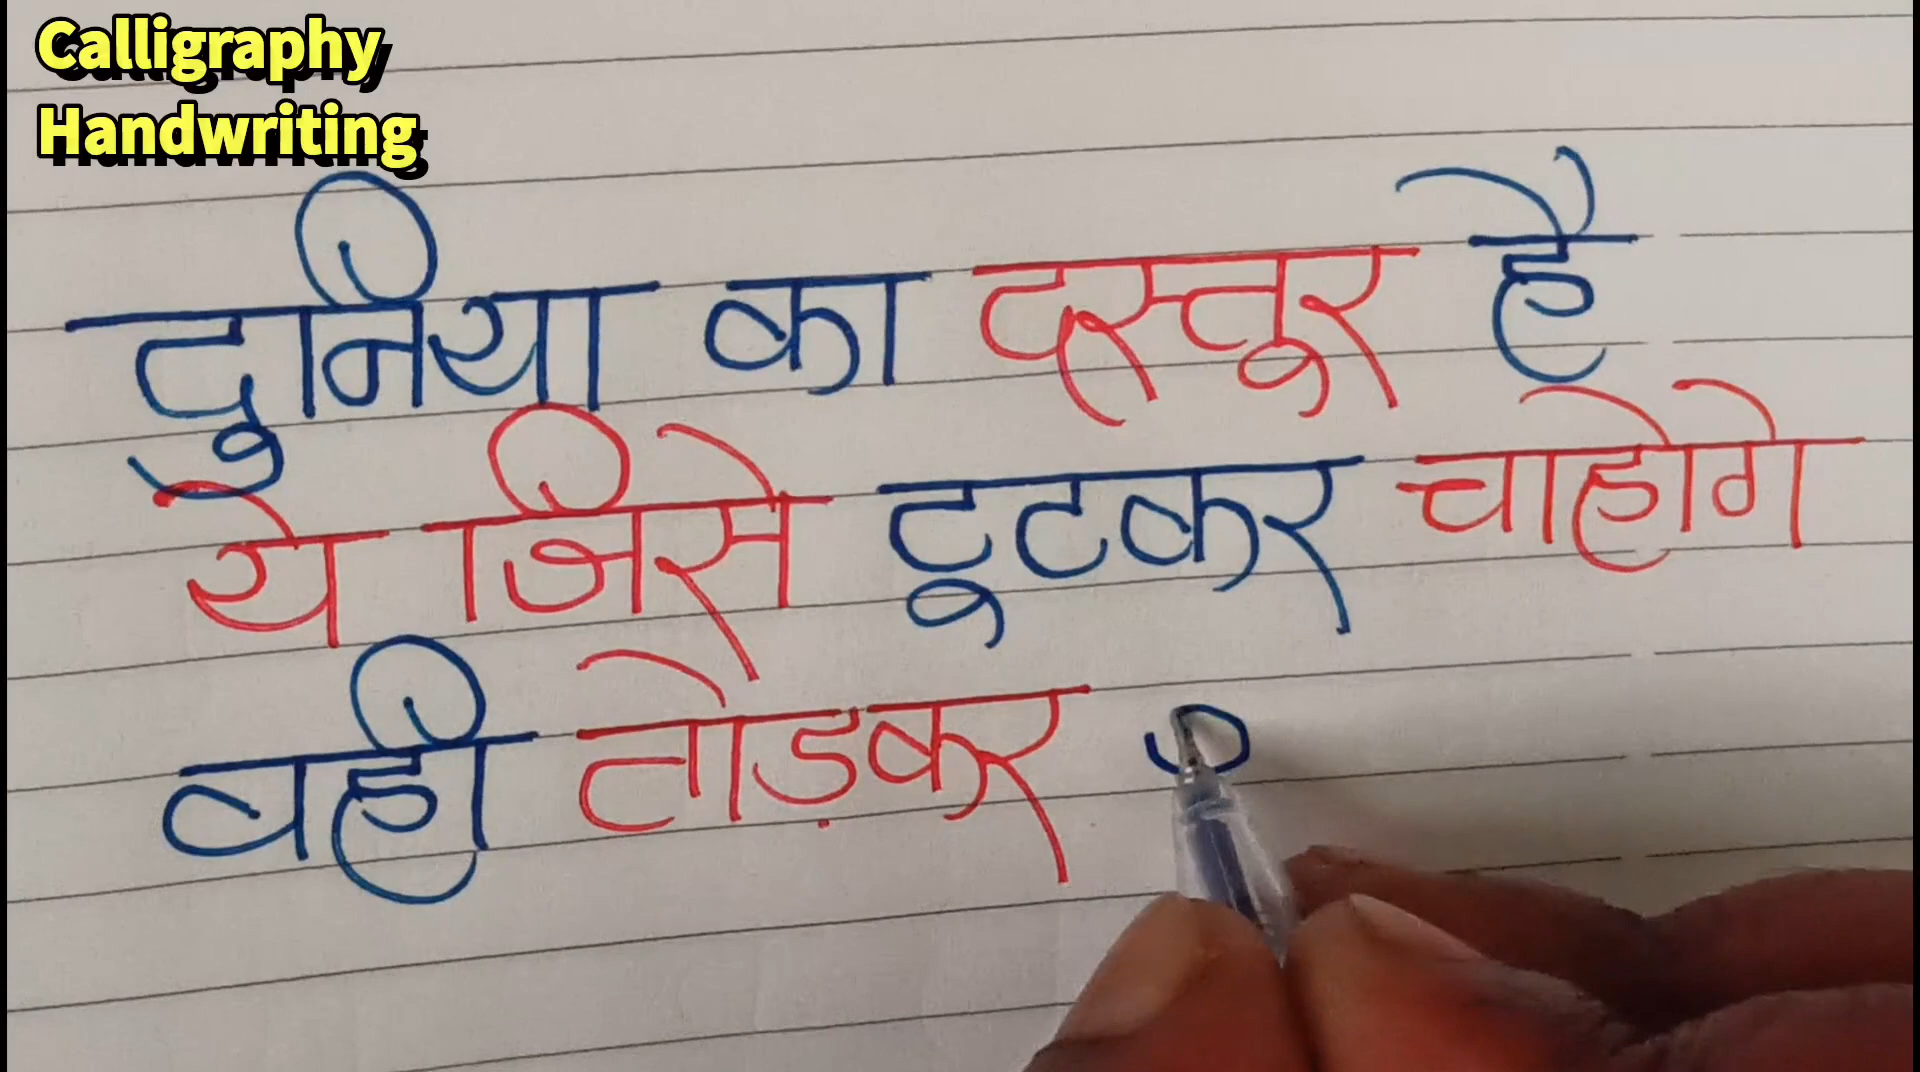 Calligraphy
Handwriting
दुनिया का दस्तूर है
ये जिसे टूटकर चाहोगे
वही तोड़कर